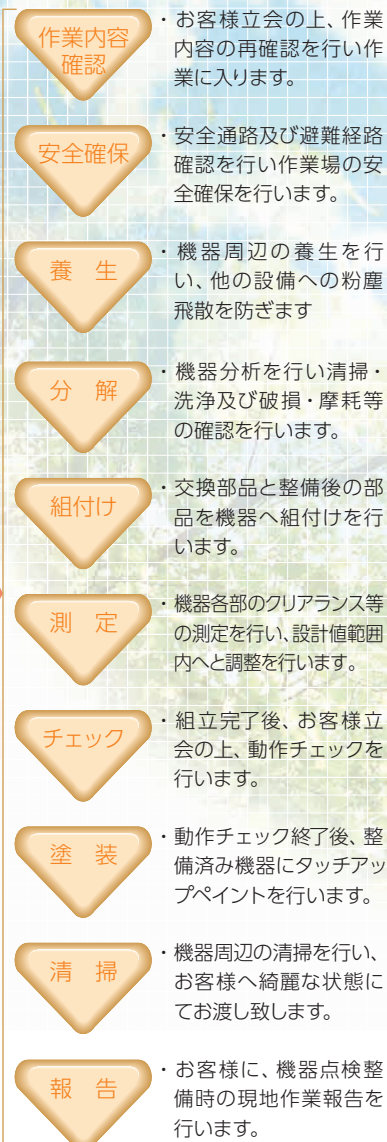 作業内容
確認
・お客様立会の上、作業
内容の再確認を行い作
業に入ります。
安全確保
・安全通路及び避難経路
確認を行い作業場の安
全確保を行います。
養 生
・機器周辺の養生を行
い、他の設備への粉塵
飛散を防ぎます
分 解
・機器分析を行い清掃・
洗浄及び破損・摩耗等
の確認を行います。
組付け
・交換部品と整備後の部
品を機器へ組付けを行
います。
測 定
・機器各部のクリアランス等
の測定を行い、設計値範囲
内へと調整を行います。
チェック
・組立完了後、お客様立
会の上、動作チェックを
行います。
塗 装
・動作チェック終了後、整
備済み機器にタッチアッ
プペイントを行います。
清 掃
・機器周辺の清掃を行い、
お客様へ綺麗な状態に
てお渡し致します。
報 告
・お客様に、機器点検整
備時の現地作業報告を
行います。